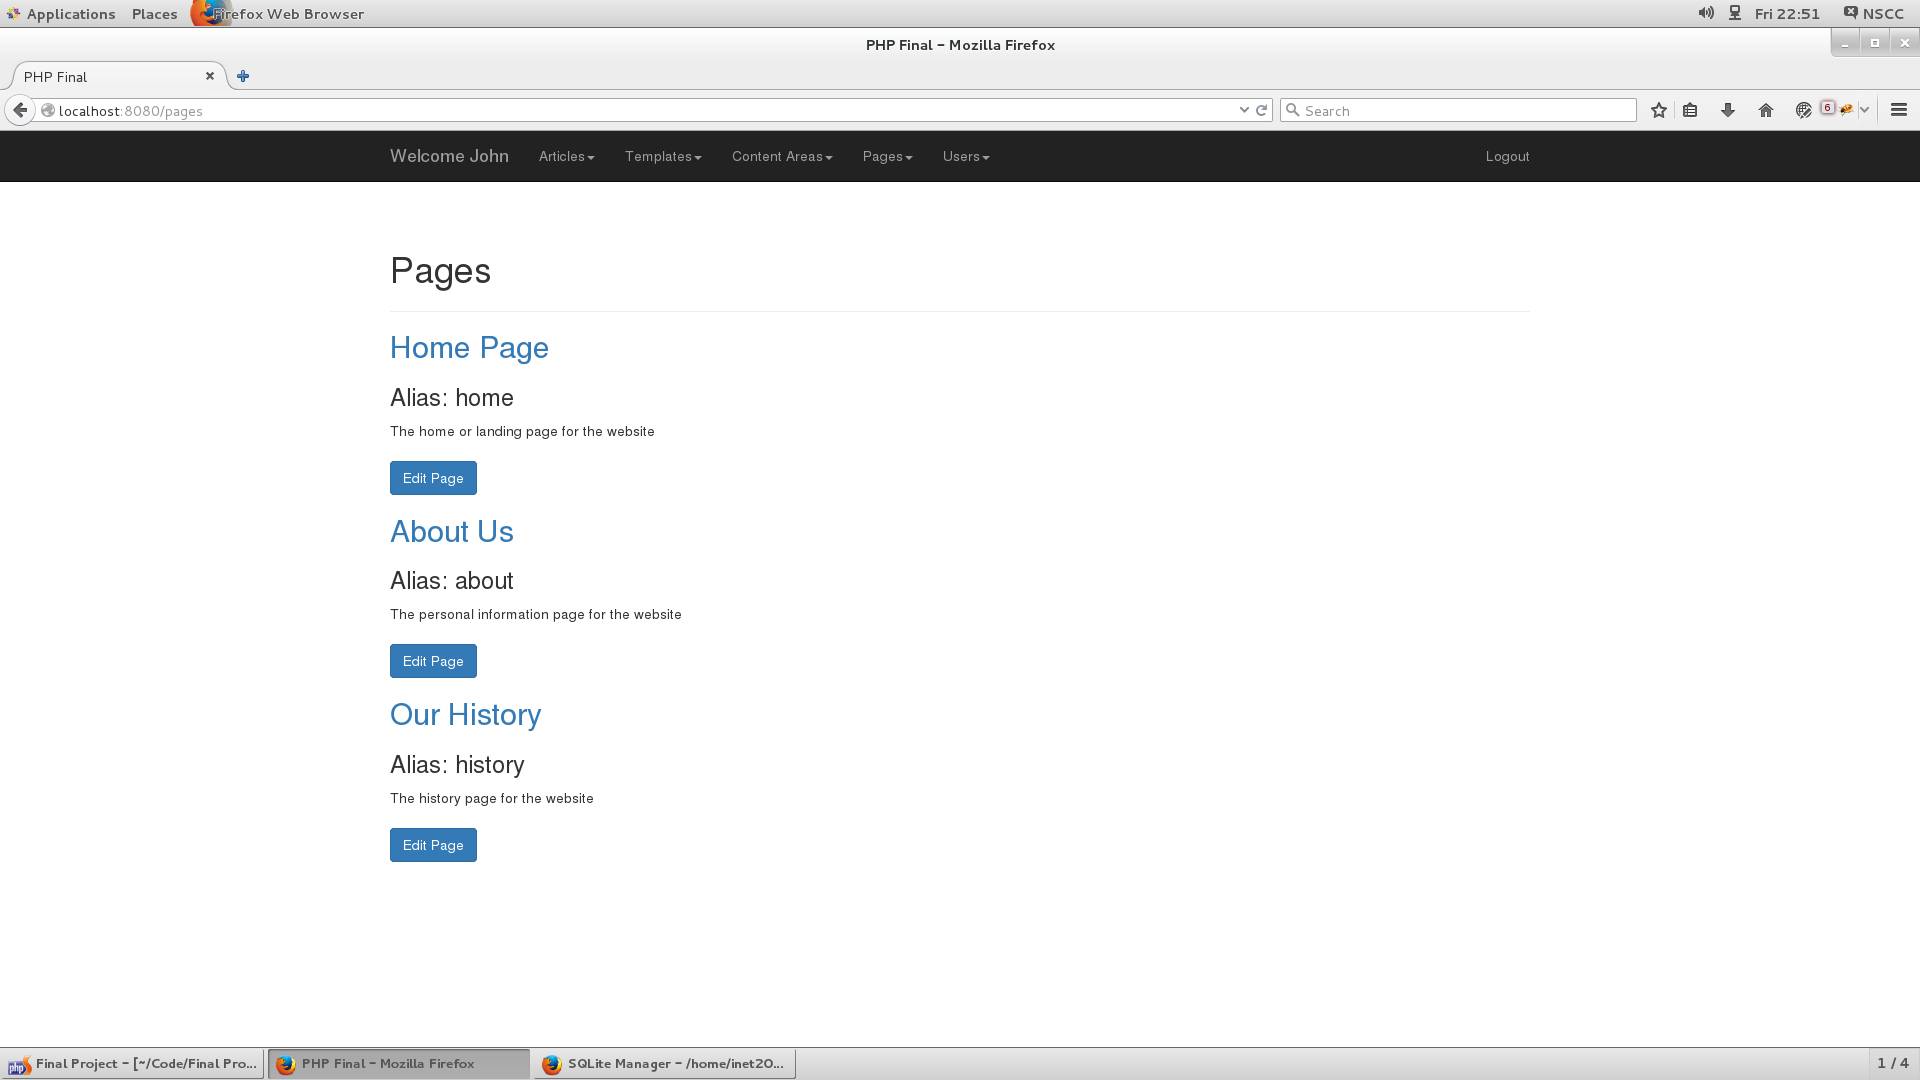 Applications Places Firefox Web Browser Fri 22:51 NSCC
PHP Final - Mozilla Firefox
PHP Final
localhost:8080/pages Search 6
Welcome John Articles Templates Content Areas Pages Users Logout
Pages
Home Page
Alias: home
The home or landing page for the website
Edit Page
About Us
Alias: about
The personal information page for the website
Edit Page
Our History
Alias: history
The history page for the website
Edit Page
php Final Project - [~/Code/Final Pro... PHP Final - Mozilla Firefox SQLite Manager - /home/inet20... 1 / 4